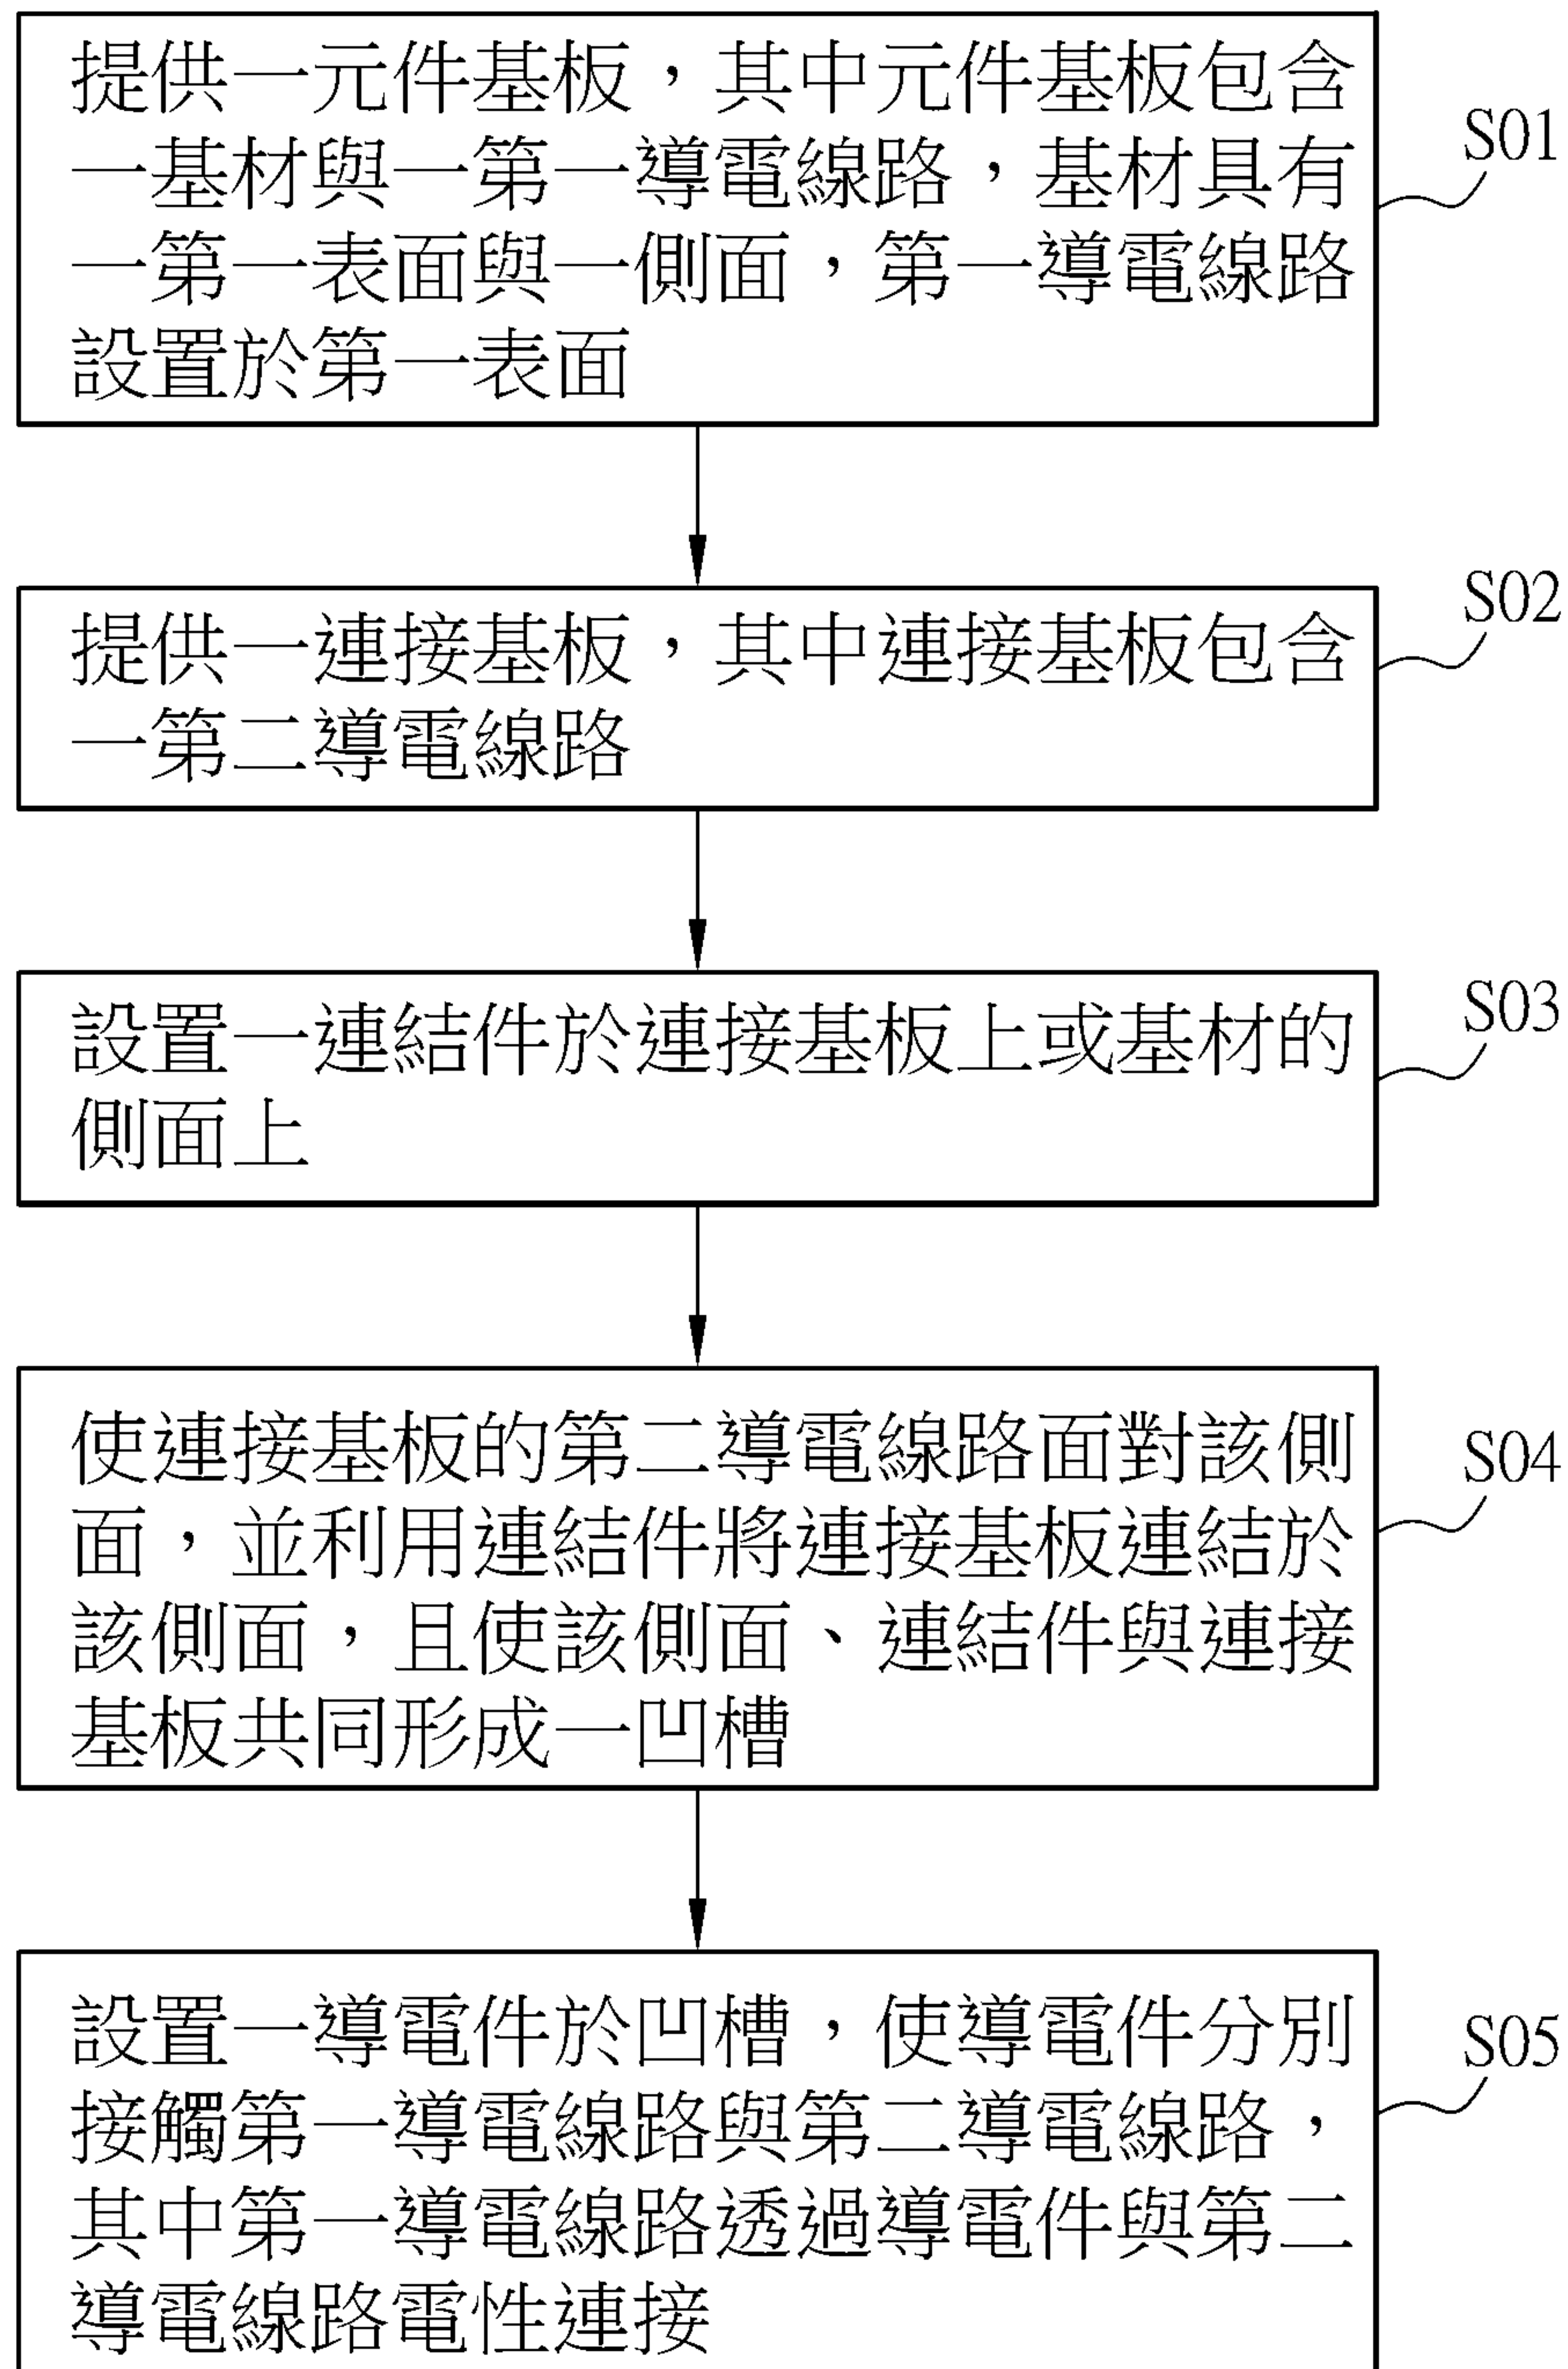 提供一元件基板，其中元件基板包含
一基材與一第一導電線路，基材具有
一第一表面與一側面，第一導電線路
設置於第一表面
S01
提供一連接基板，其中連接基板包含
一第二導電線路
S02
設置一連結件於連接基板上或基材的
側面上
S03
使連接基板的第二導電線路面對該側
面，並利用連結件將連接基板連結於
該側面，且使該側面、連結件與連接
基板共同形成一凹槽
S04
設置一導電件於凹槽，使導電件分別
接觸第一導電線路與第二導電線路，
其中第一導電線路透過導電件與第二
導電線路電性連接
S05